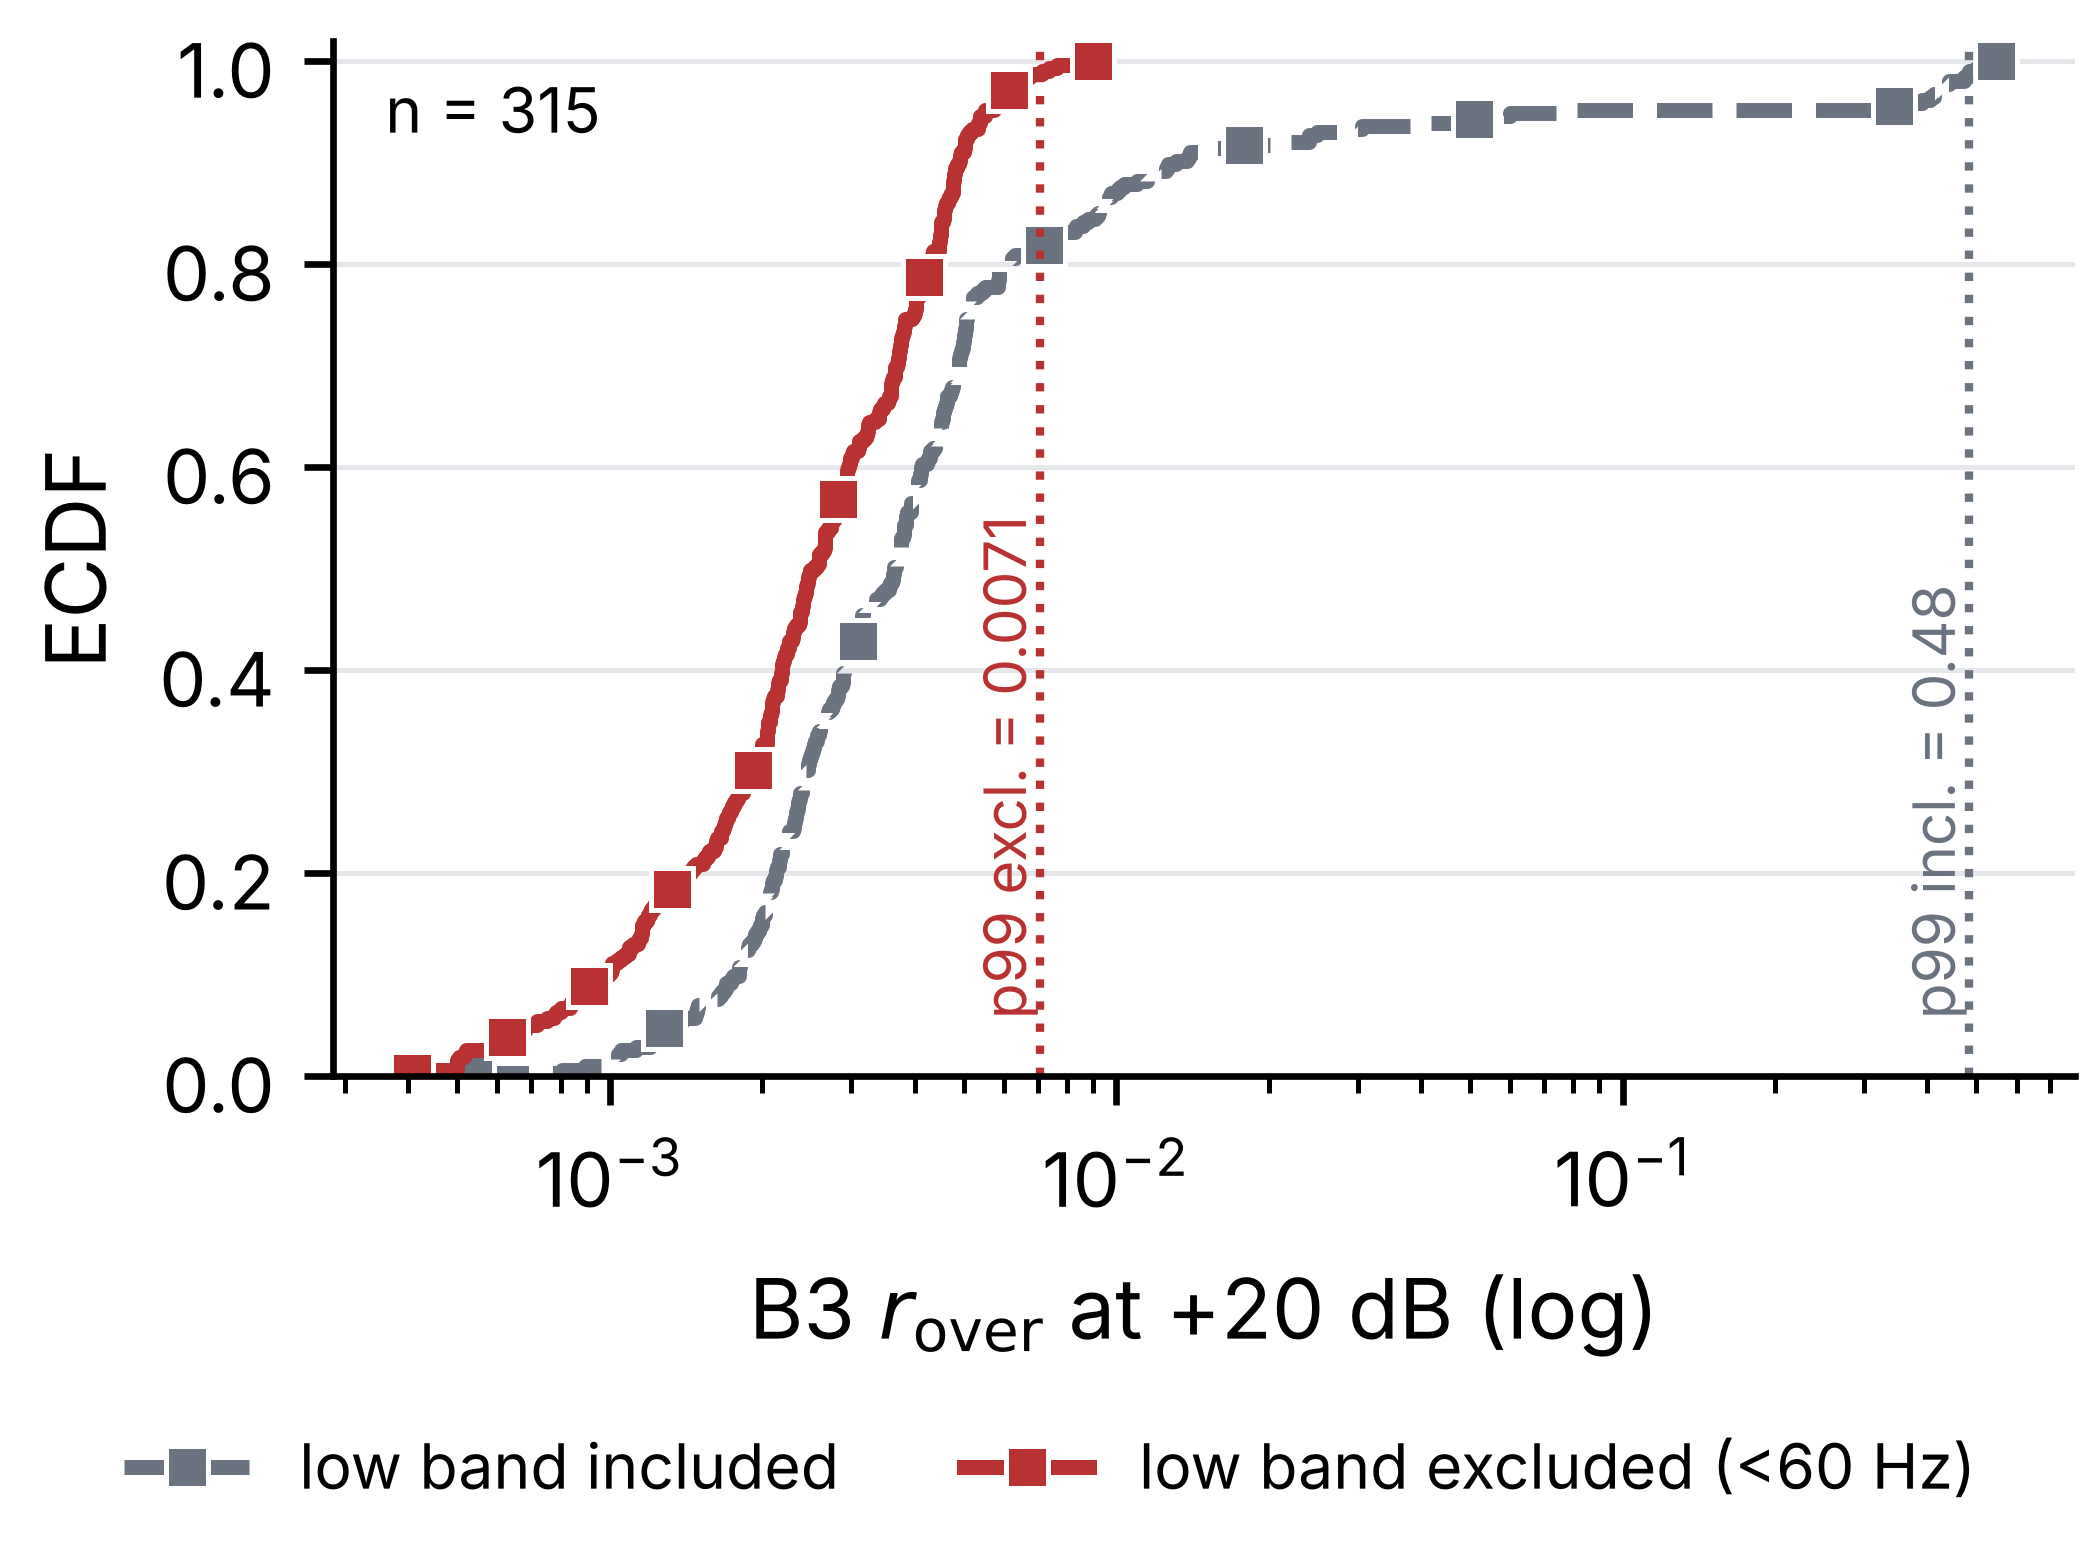 1.0
0.8
0.6
0.4
0.2
0.0
ECDF
n = 315
p99 excl. = 0.0071
p99 incl. = 0.48
10⁻³
10⁻²
10⁻¹
B3 r_over at +20 dB (log)
low band included
low band excluded (<60 Hz)